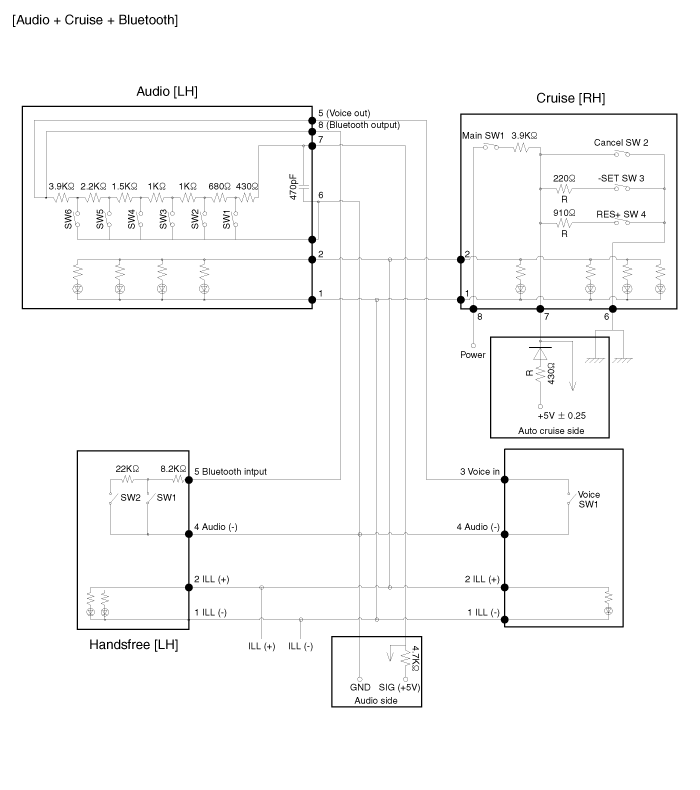 [Audio + Cruise + Bluetooth]
Audio [LH]
Cruise [RH]
5 (Voice out)
8 (Bluetooth output)
7
470pF
6
2
1
3.9KΩ 2.2KΩ 1.5KΩ 1KΩ 1KΩ 680Ω 430Ω
SW6 SW5 SW4 SW3 SW2 SW1
Main SW1 3.9KΩ
Cancel SW 2
220Ω
R
-SET SW 3
910Ω
R
RES+ SW 4
2
1
8 7 6
Power
R
430Ω
+5V ± 0.25
Auto cruise side
22KΩ 8.2KΩ
SW2 SW1
5 Bluetooth intput
4 Audio (-)
2 ILL (+)
1 ILL (-)
Handsfree [LH]
3 Voice in
Voice
SW1
4 Audio (-)
2 ILL (+)
1 ILL (-)
ILL (+) ILL (-)
4.7KΩ
GND SIG (+5V)
Audio side